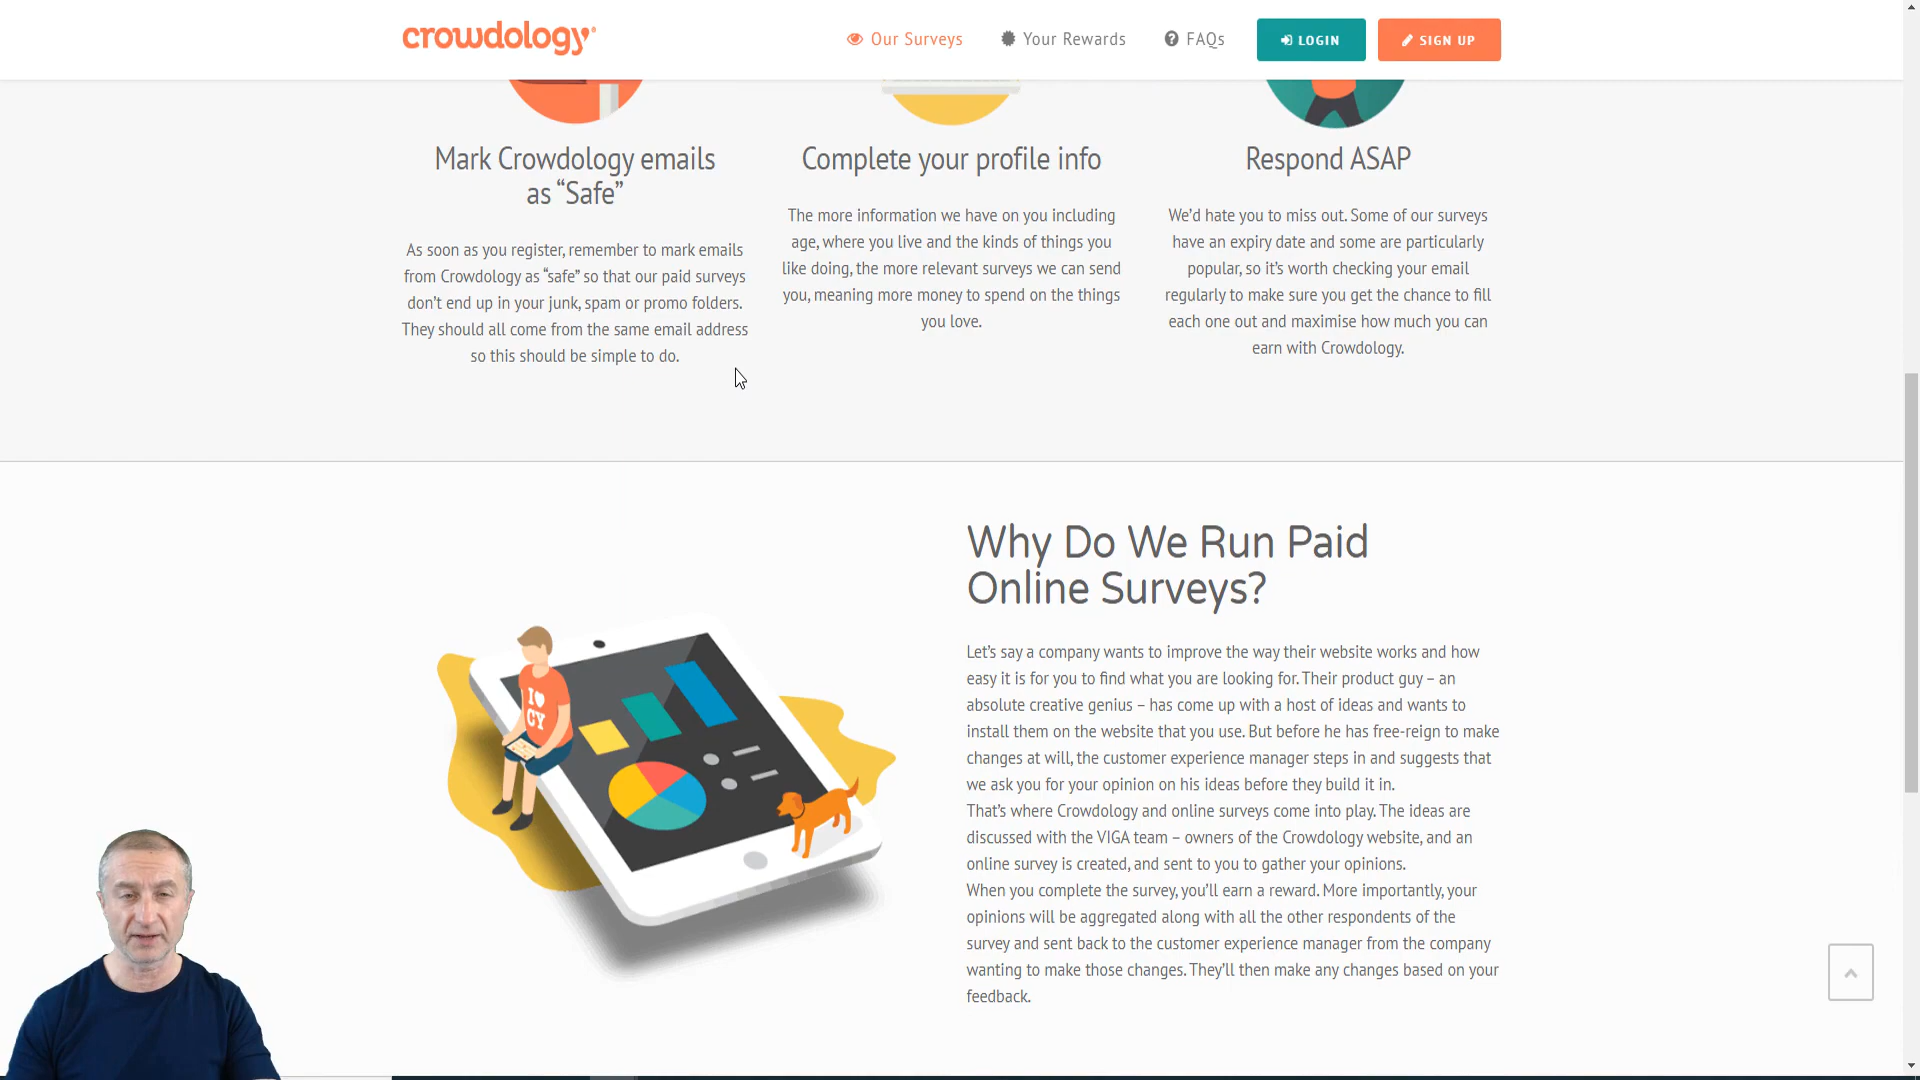 crowdology
Our Surveys
Your Rewards
FAQs
LOGIN
SIGN UP
Mark Crowdology emails
as “Safe”
As soon as you register, remember to mark emails
from Crowdology as “safe” so that our paid surveys
don’t end up in your junk, spam or promo folders.
They should all come from the same email address
so this should be simple to do.
Complete your profile info
The more information we have on you including
age, where you live and the kinds of things you
like doing, the more relevant surveys we can send
you, meaning more money to spend on the things
you love.
Respond ASAP
We’d hate you to miss out. Some of our surveys
have an expiry date and some are particularly
popular, so it’s worth checking your email
regularly to make sure you get the chance to fill
each one out and maximise how much you can
earn with Crowdology.
I
CY
Why Do We Run Paid
Online Surveys?
Let’s say a company wants to improve the way their website works and how
easy it is for you to find what you are looking for. Their product guy – an
absolute creative genius – has come up with a host of ideas and wants to
install them on the website that you use. But before he has free-reign to make
changes at will, the customer experience manager steps in and suggests that
we ask you for your opinion on his ideas before they build it in.
That’s where Crowdology and online surveys come into play. The ideas are
discussed with the VIGA team – owners of the Crowdology website, and an
online survey is created, and sent to you to gather your opinions.
When you complete the survey, you’ll earn a reward. More importantly, your
opinions will be aggregated along with all the other respondents of the
survey and sent back to the customer experience manager from the company
wanting to make those changes. They’ll then make any changes based on your
feedback.